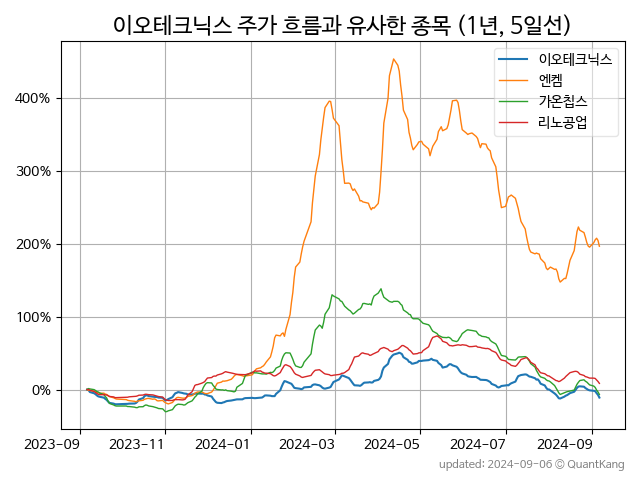 이오테크닉스 주가 흐름과 유사한 종목 (1년, 5일선)
이오테크닉스
엔켐
가온칩스
리노공업
400%
300%
200%
100%
0%
2023-09 2023-11 2024-01 2024-03 2024-05 2024-07 2024-09
updated: 2024-09-06 © QuantKang